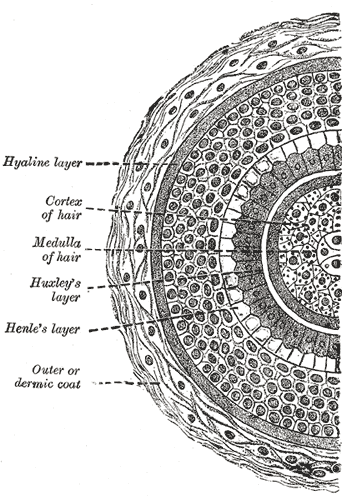 Hyaline layer
Cortex
of hair
Medulla
of hair
Huxley's
layer
Henle's layer
Outer or
dermic coat